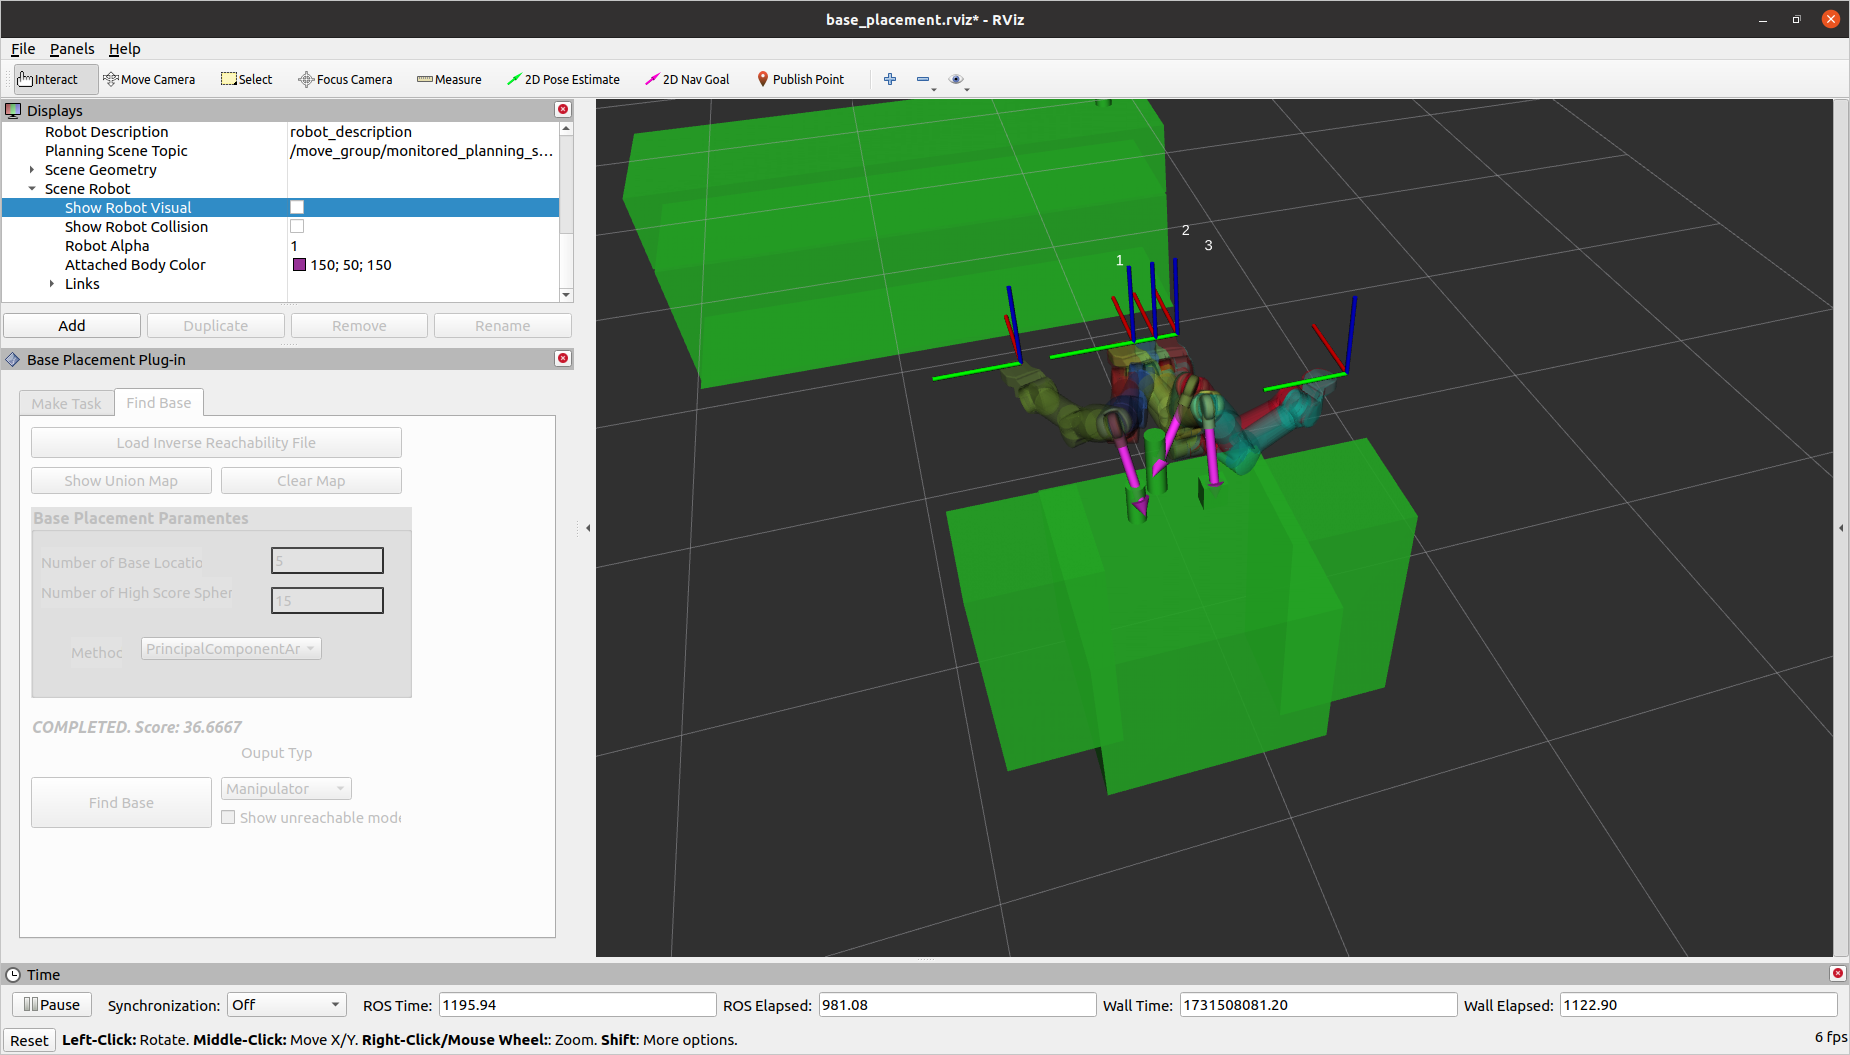 base_placement.rviz* - RViz
File Panels Help
Interact Move Camera Select Focus Camera Measure 2D Pose Estimate 2D Nav Goal Publish Point
Displays
Robot Description robot_description
Planning Scene Topic /move_group/monitored_planning_s...
Scene Geometry
Scene Robot
Show Robot Visual
Show Robot Collision
Robot Alpha 1
Attached Body Color 150; 50; 150
Links
Add Duplicate Remove Rename
Base Placement Plug-in
Make Task Find Base
Load Inverse Reachability File
Show Union Map Clear Map
Base Placement Paramentes
Number of Base Locatio 5
Number of High Score Spher 15
Methoc PrincipalComponentAr
COMPLETED. Score: 36.6667
Ouput Typ
Find Base Manipulator
Show unreachable mode
2
3
1
Time
Pause Synchronization: Off ROS Time: 1195.94 ROS Elapsed: 981.08 Wall Time: 1731508081.20 Wall Elapsed: 1122.90
Reset Left-Click: Rotate. Middle-Click: Move X/Y. Right-Click/Mouse Wheel:: Zoom. Shift: More options. 6 fps